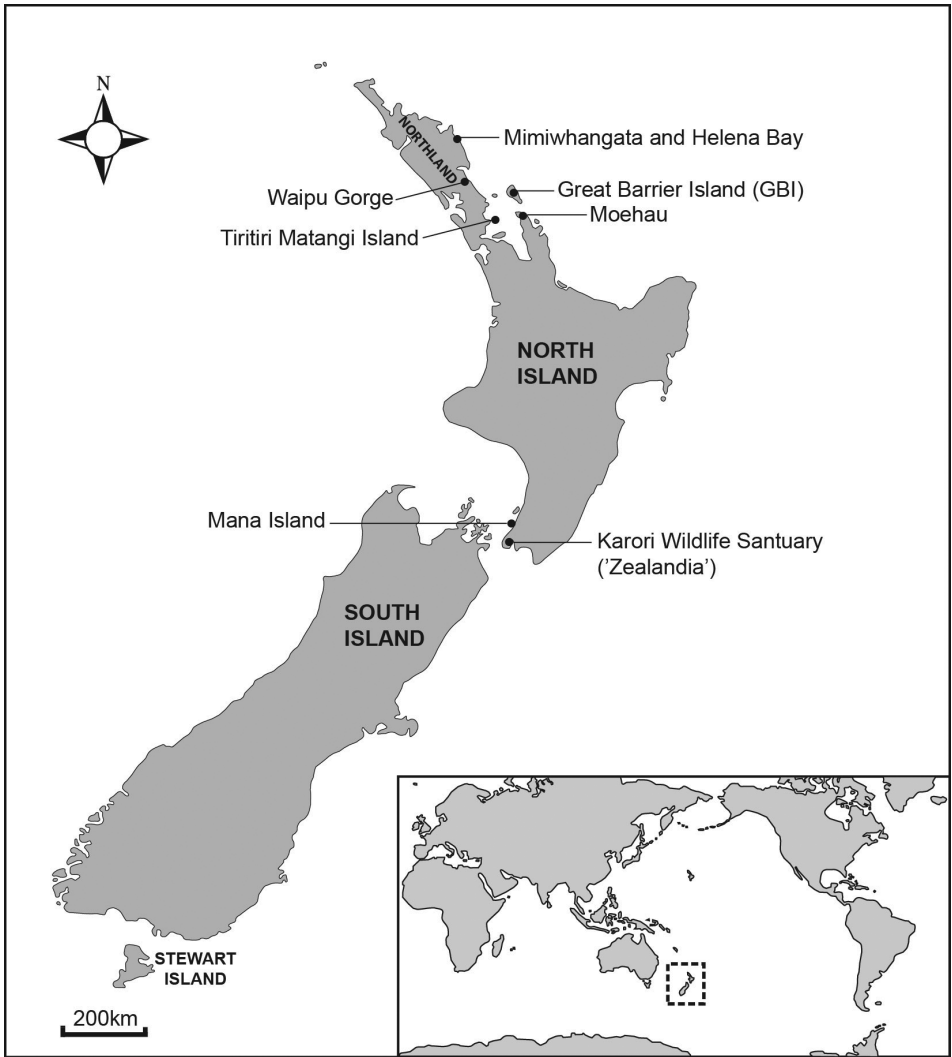 N
NORTHLAND
Mimiwhangata and Helena Bay
Waipu Gorge
Great Barrier Island (GBI)
Moehau
Tiritiri Matangi Island
NORTH
ISLAND
Mana Island
Karori Wildlife Santuary
('Zealandia')
SOUTH
ISLAND
STEWART
ISLAND
200km